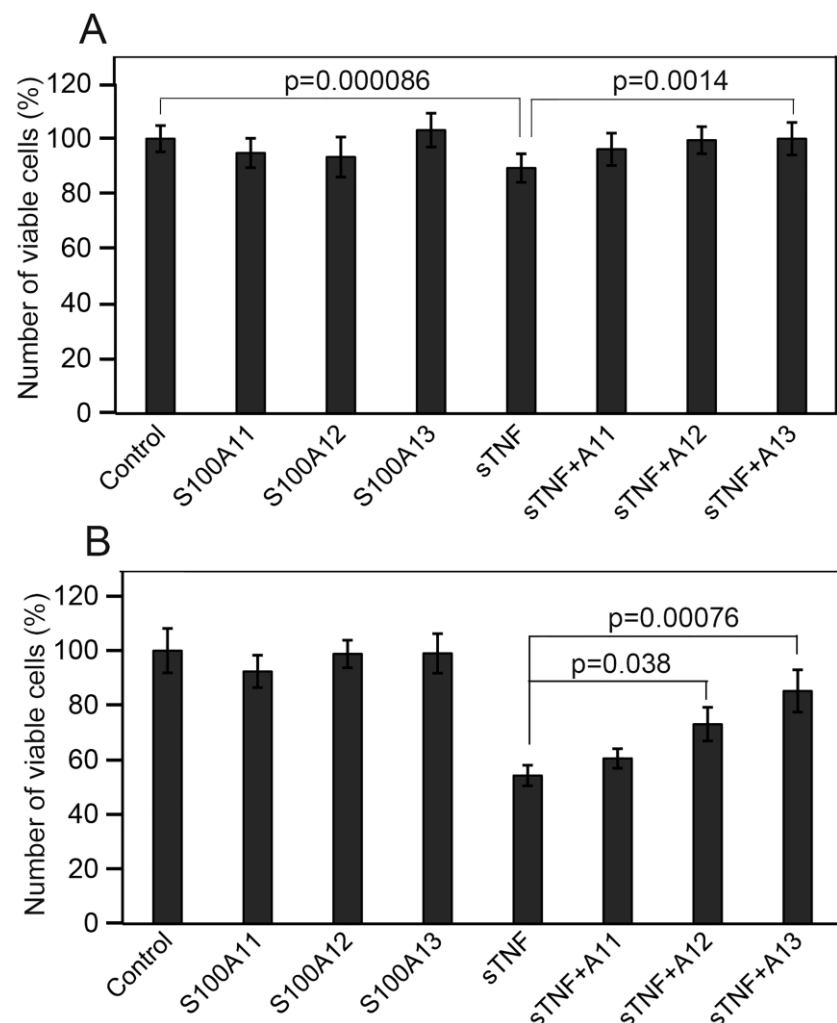 A
p=0.000086
p=0.0014
Number of viable cells (%)
120
100
80
60
40
20
0
Control
S100A11
S100A12
S100A13
sTNF
sTNF+A11
sTNF+A12
sTNF+A13
B
p=0.00076
p=0.038
Number of viable cells (%)
120
100
80
60
40
20
0
Control
S100A11
S100A12
S100A13
sTNF
sTNF+A11
sTNF+A12
sTNF+A13